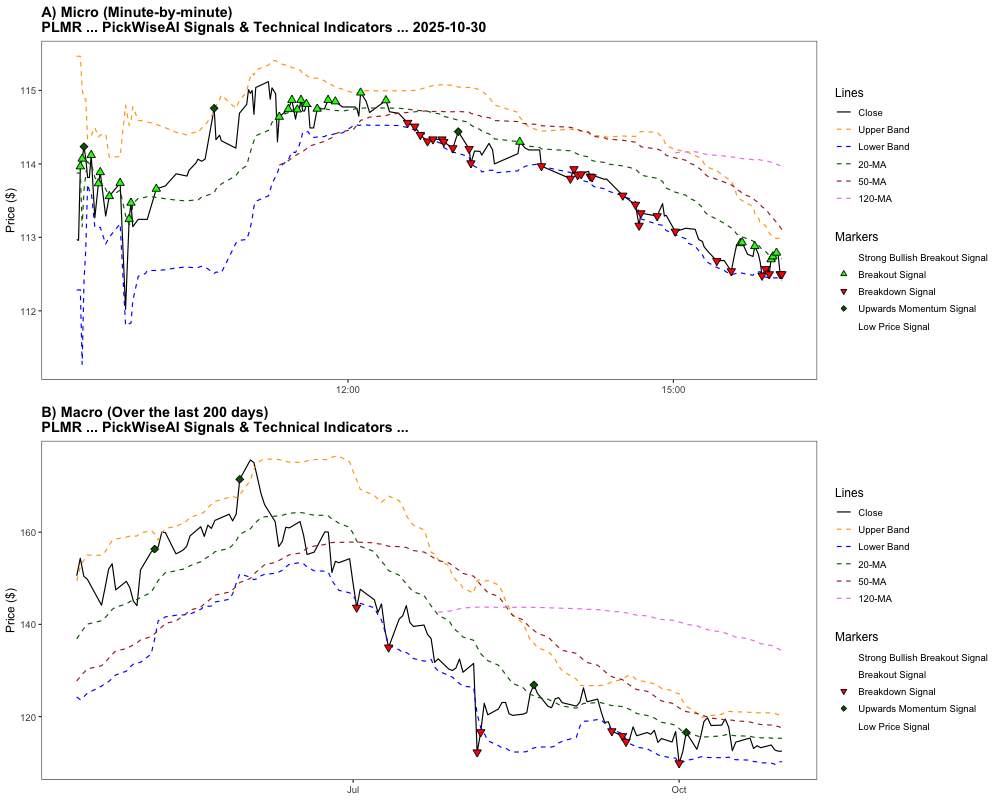 A) Micro (Minute-by-minute)
PLMR ... PickWiseAI Signals & Technical Indicators ... 2025-10-30
Price ($)
115
114
113
112
12:00
15:00
Lines
Close
Upper Band
Lower Band
20-MA
50-MA
120-MA
Markers
Strong Bullish Breakout Signal
Breakout Signal
Breakdown Signal
Upwards Momentum Signal
Low Price Signal
B) Macro (Over the last 200 days)
PLMR ... PickWiseAI Signals & Technical Indicators ...
Price ($)
160
140
120
Jul
Oct
Lines
Close
Upper Band
Lower Band
20-MA
50-MA
120-MA
Markers
Strong Bullish Breakout Signal
Breakout Signal
Breakdown Signal
Upwards Momentum Signal
Low Price Signal